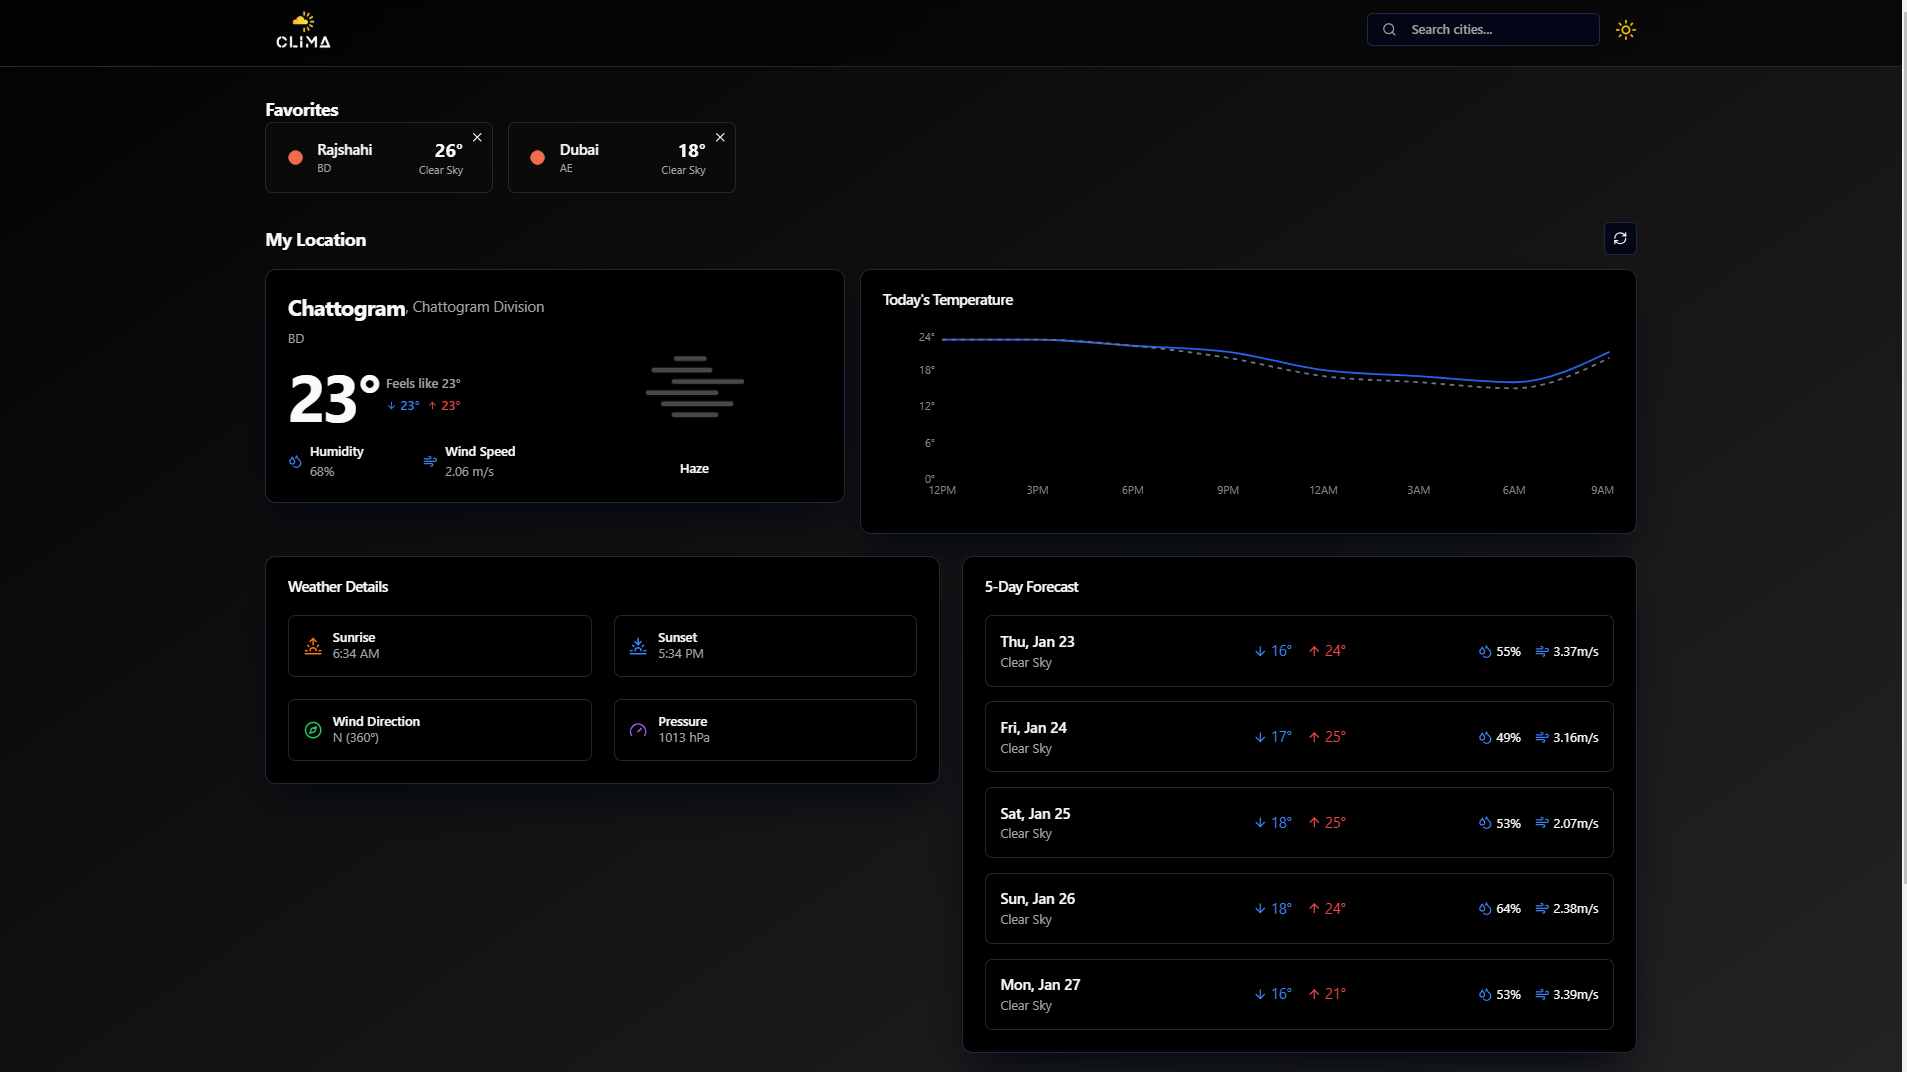 CLIMA
Search cities...
Favorites
Rajshahi
BD
26°
Clear Sky
Dubai
AE
18°
Clear Sky
My Location
Chattogram, Chattogram Division
BD
23°
Feels like 23°
↓ 23° ↑ 23°
Humidity
68%
Wind Speed
2.06 m/s
Haze
Today's Temperature
24°
18°
12°
6°
0°
12PM 3PM 6PM 9PM 12AM 3AM 6AM 9AM
Weather Details
Sunrise
6:34 AM
Sunset
5:34 PM
Wind Direction
N (360°)
Pressure
1013 hPa
5-Day Forecast
Thu, Jan 23
Clear Sky
↓ 16° ↑ 24° 55% 3.37m/s
Fri, Jan 24
Clear Sky
↓ 17° ↑ 25° 49% 3.16m/s
Sat, Jan 25
Clear Sky
↓ 18° ↑ 25° 53% 2.07m/s
Sun, Jan 26
Clear Sky
↓ 18° ↑ 24° 64% 2.38m/s
Mon, Jan 27
Clear Sky
↓ 16° ↑ 21° 53% 3.39m/s